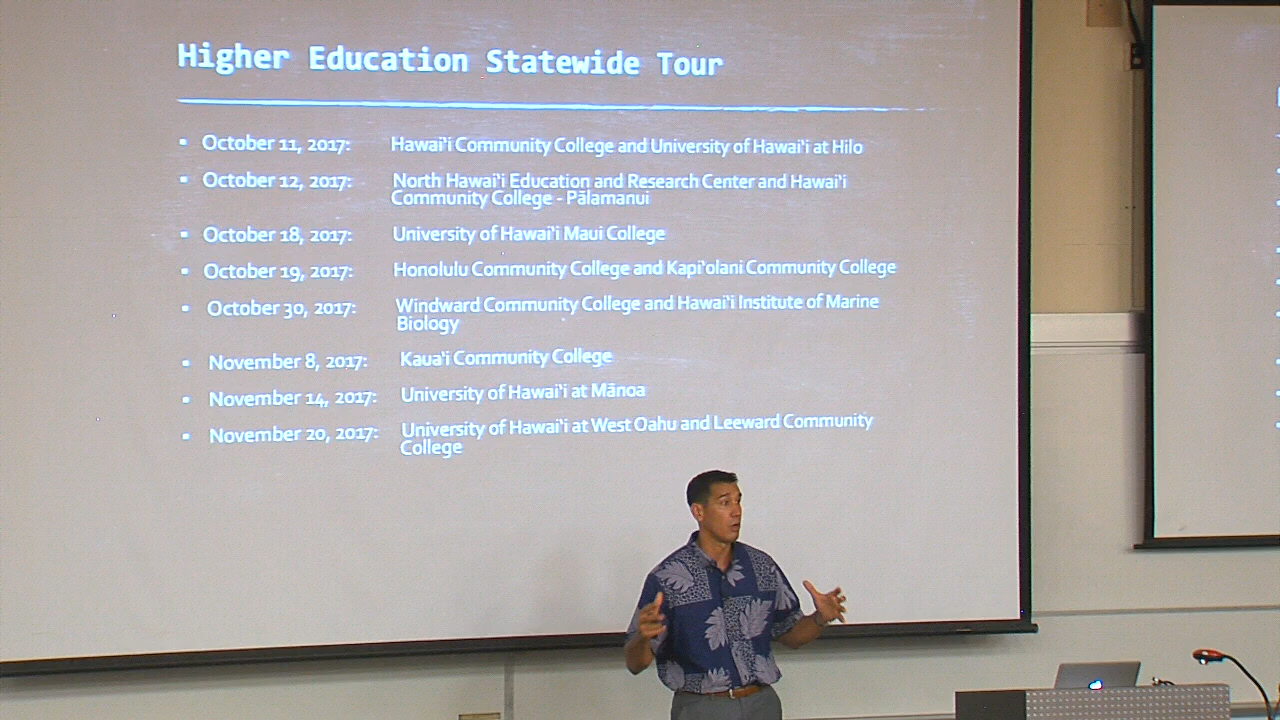 Higher Education Statewide Tour
▪ October 11, 2017: Hawai'i Community College and University of Hawai'i at Hilo
▪ October 12, 2017: North Hawai'i Education and Research Center and Hawai'i
Community College - Pālamanui
▪ October 18, 2017: University of Hawai'i Maui College
▪ October 19, 2017: Honolulu Community College and Kapi'olani Community College
▪ October 30, 2017: Windward Community College and Hawai'i Institute of Marine
Biology
▪ November 8, 2017: Kaua'i Community College
▪ November 14, 2017: University of Hawai'i at Mānoa
▪ November 20, 2017: University of Hawai'i at West Oahu and Leeward Community
College